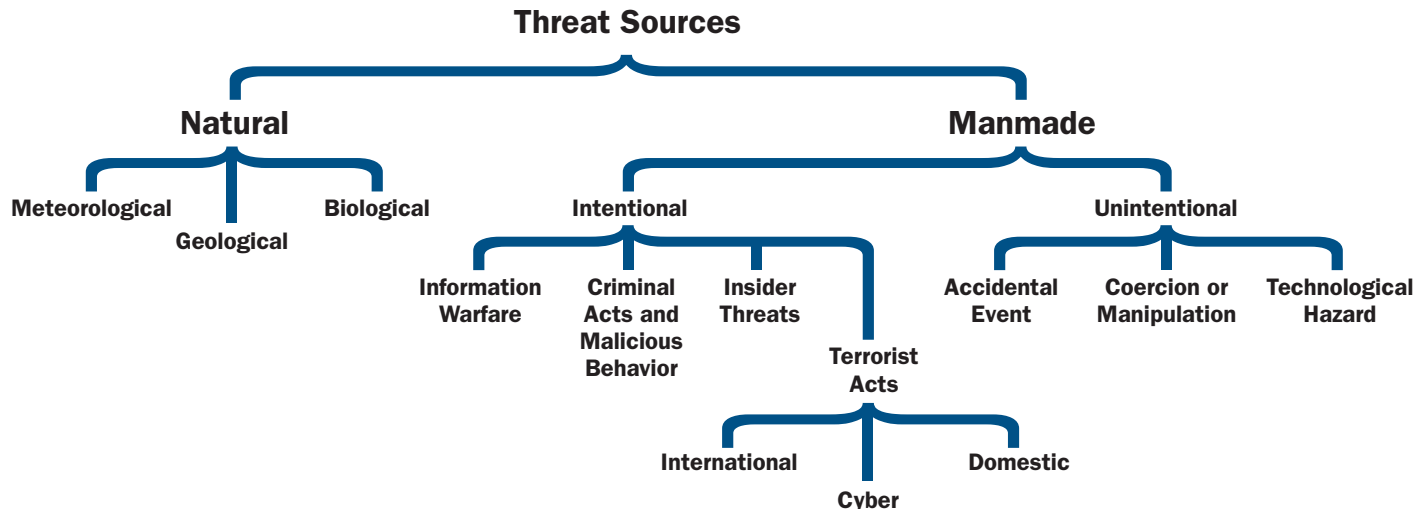 Threat Sources
Natural
Manmade
Meteorological
Geological
Biological
Intentional
Unintentional
Information
Warfare
Criminal
Acts and
Malicious
Behavior
Insider
Threats
Terrorist
Acts
Accidental
Event
Coercion or
Manipulation
Technological
Hazard
International
Cyber
Domestic